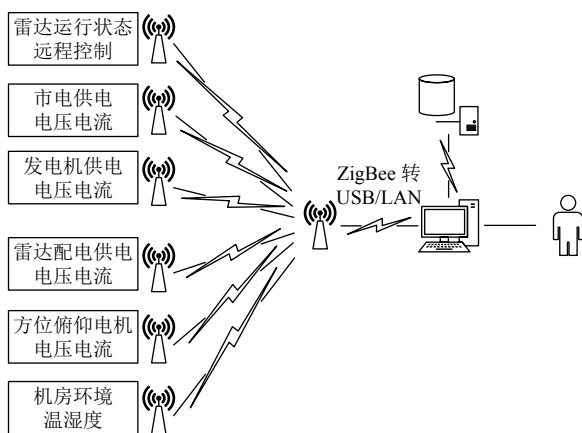 雷达运行状态
远程控制
市电供电
电压电流
发电机供电
电压电流
雷达配电供电
电压电流
方位俯仰电机
电压电流
机房环境
温湿度
ZigBee 转
USB/LAN